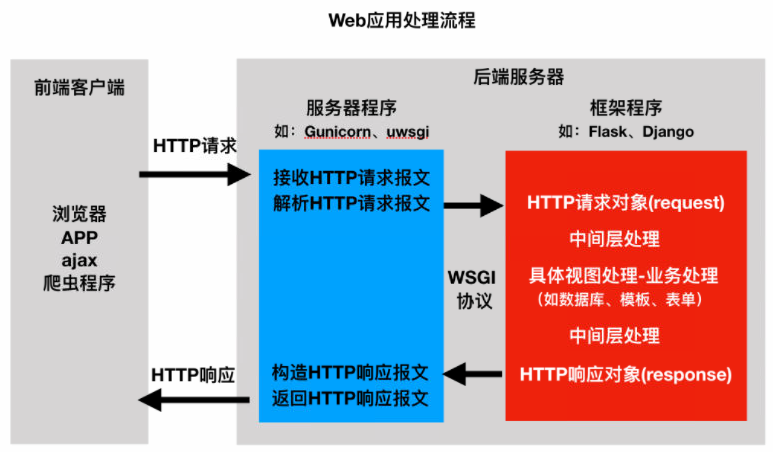 Web应用处理流程
前端客户端
浏览器
APP
ajax
爬虫程序
HTTP请求
HTTP响应
后端服务器
服务器程序
如：Gunicorn、uwsgi
接收HTTP请求报文
解析HTTP请求报文
构造HTTP响应报文
返回HTTP响应报文
WSGI
协议
框架程序
如：Flask、Django
HTTP请求对象(request)
中间层处理
具体视图处理-业务处理
（如数据库、模板、表单）
中间层处理
HTTP响应对象(response)